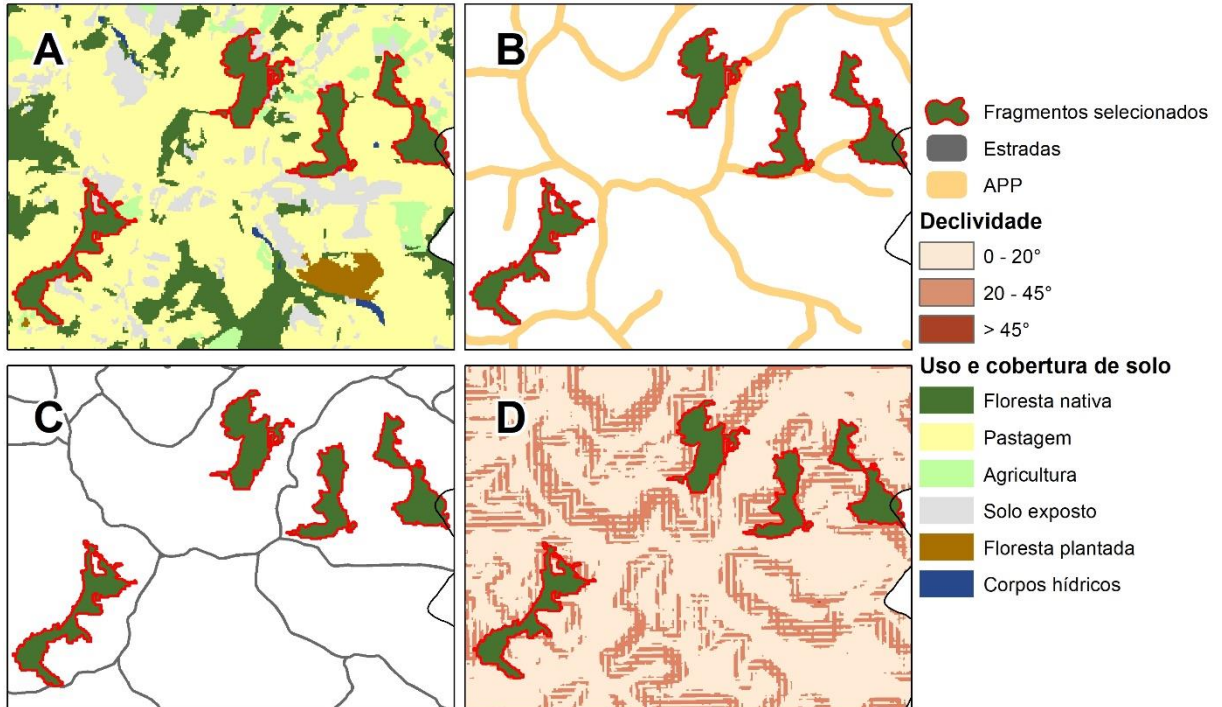 A
B
C
D
Fragmentos selecionados
Estradas
APP
Declividade
0 - 20°
20 - 45°
> 45°
Uso e cobertura de solo
Floresta nativa
Pastagem
Agricultura
Solo exposto
Floresta plantada
Corpos hídricos